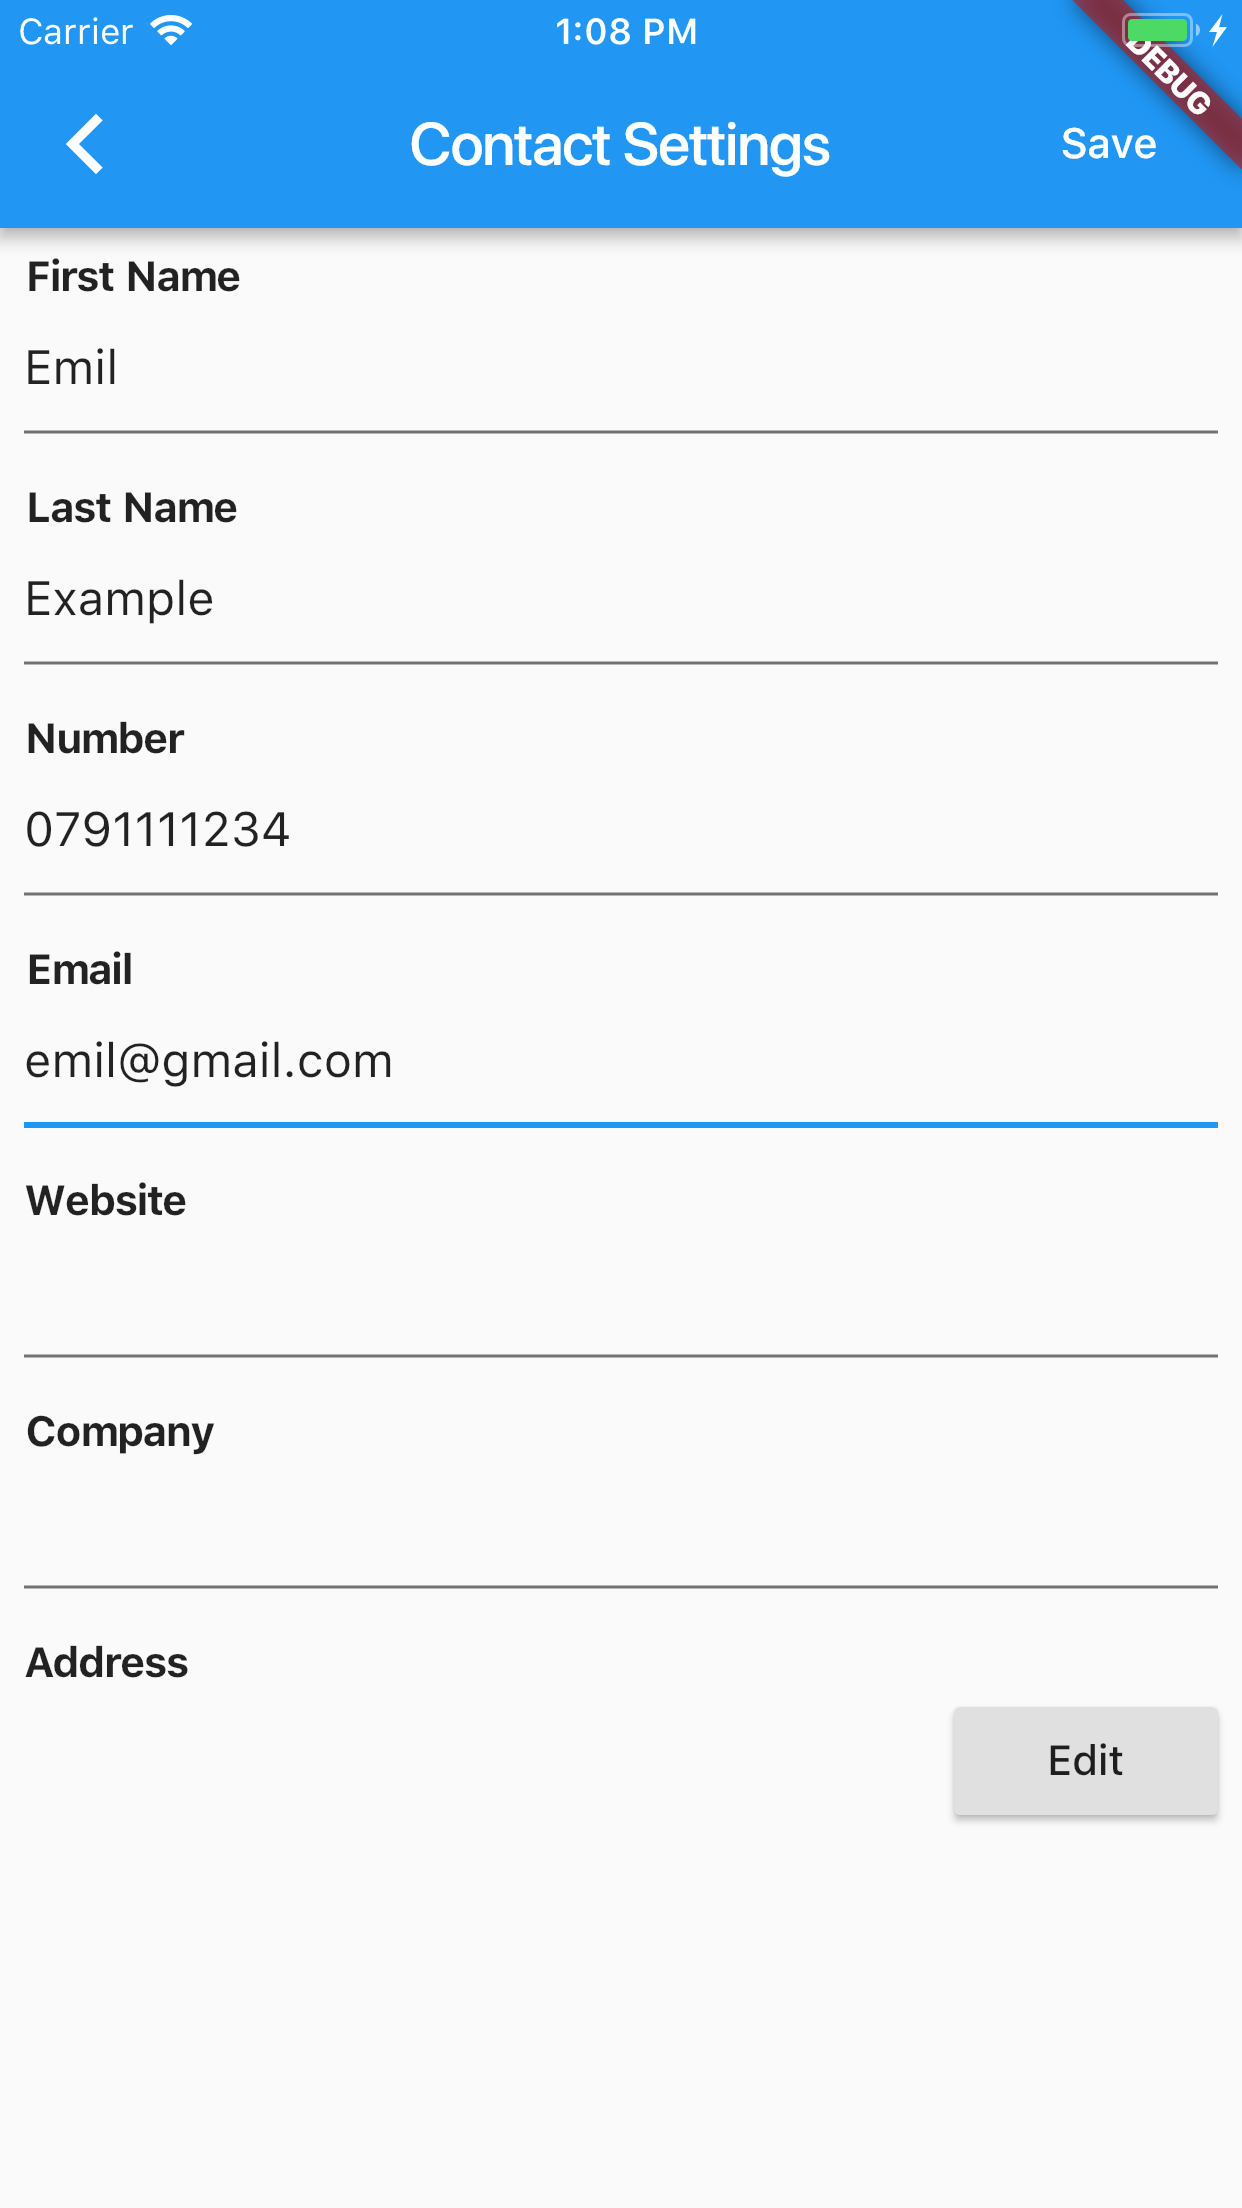 Carrier 1:08 PM
DEBUG
Contact Settings Save
First Name
Emil
Last Name
Example
Number
0791111234
Email
emil@gmail.com
Website
Company
Address
Edit